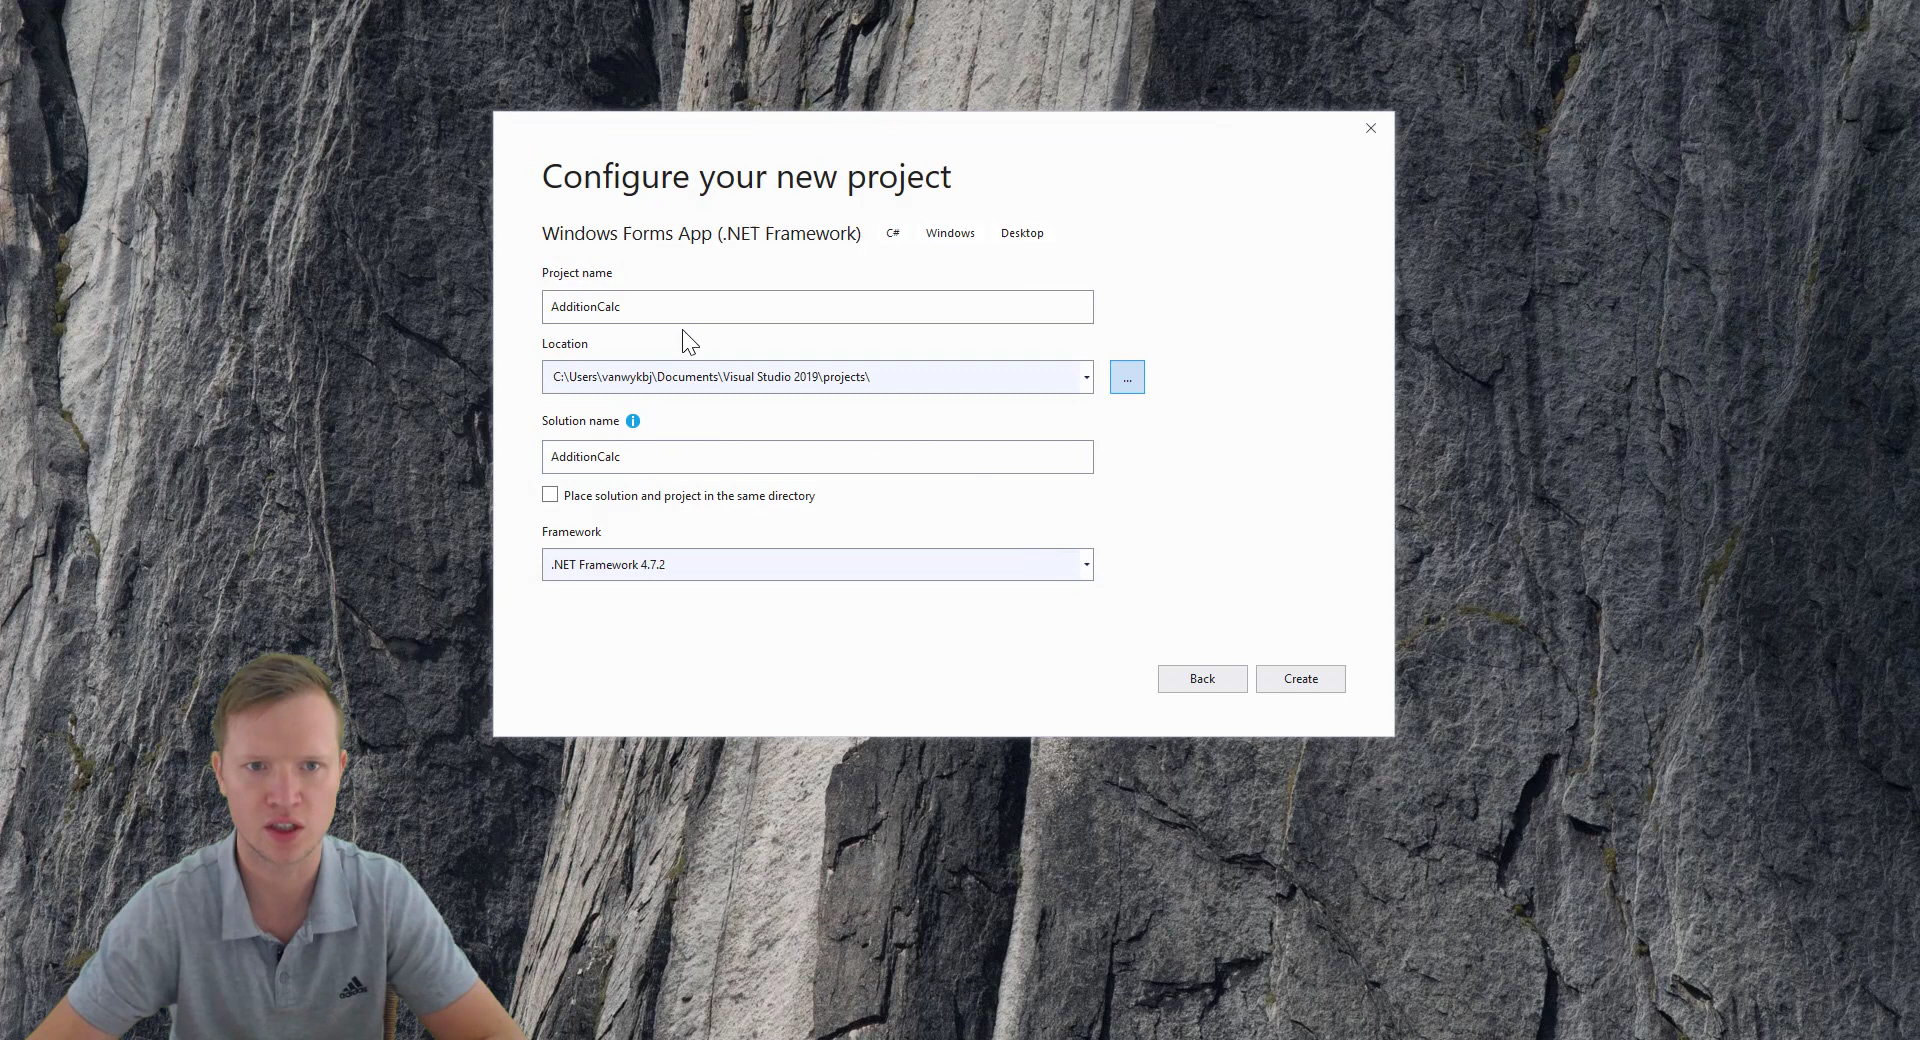 Configure your new project
Windows Forms App (.NET Framework) C# Windows Desktop
Project name
AdditionCalc
Location
C:\Users\vanwykbj\Documents\Visual Studio 2019\projects\
...
Solution name
AdditionCalc
Place solution and project in the same directory
Framework
.NET Framework 4.7.2
Back Create
adidas